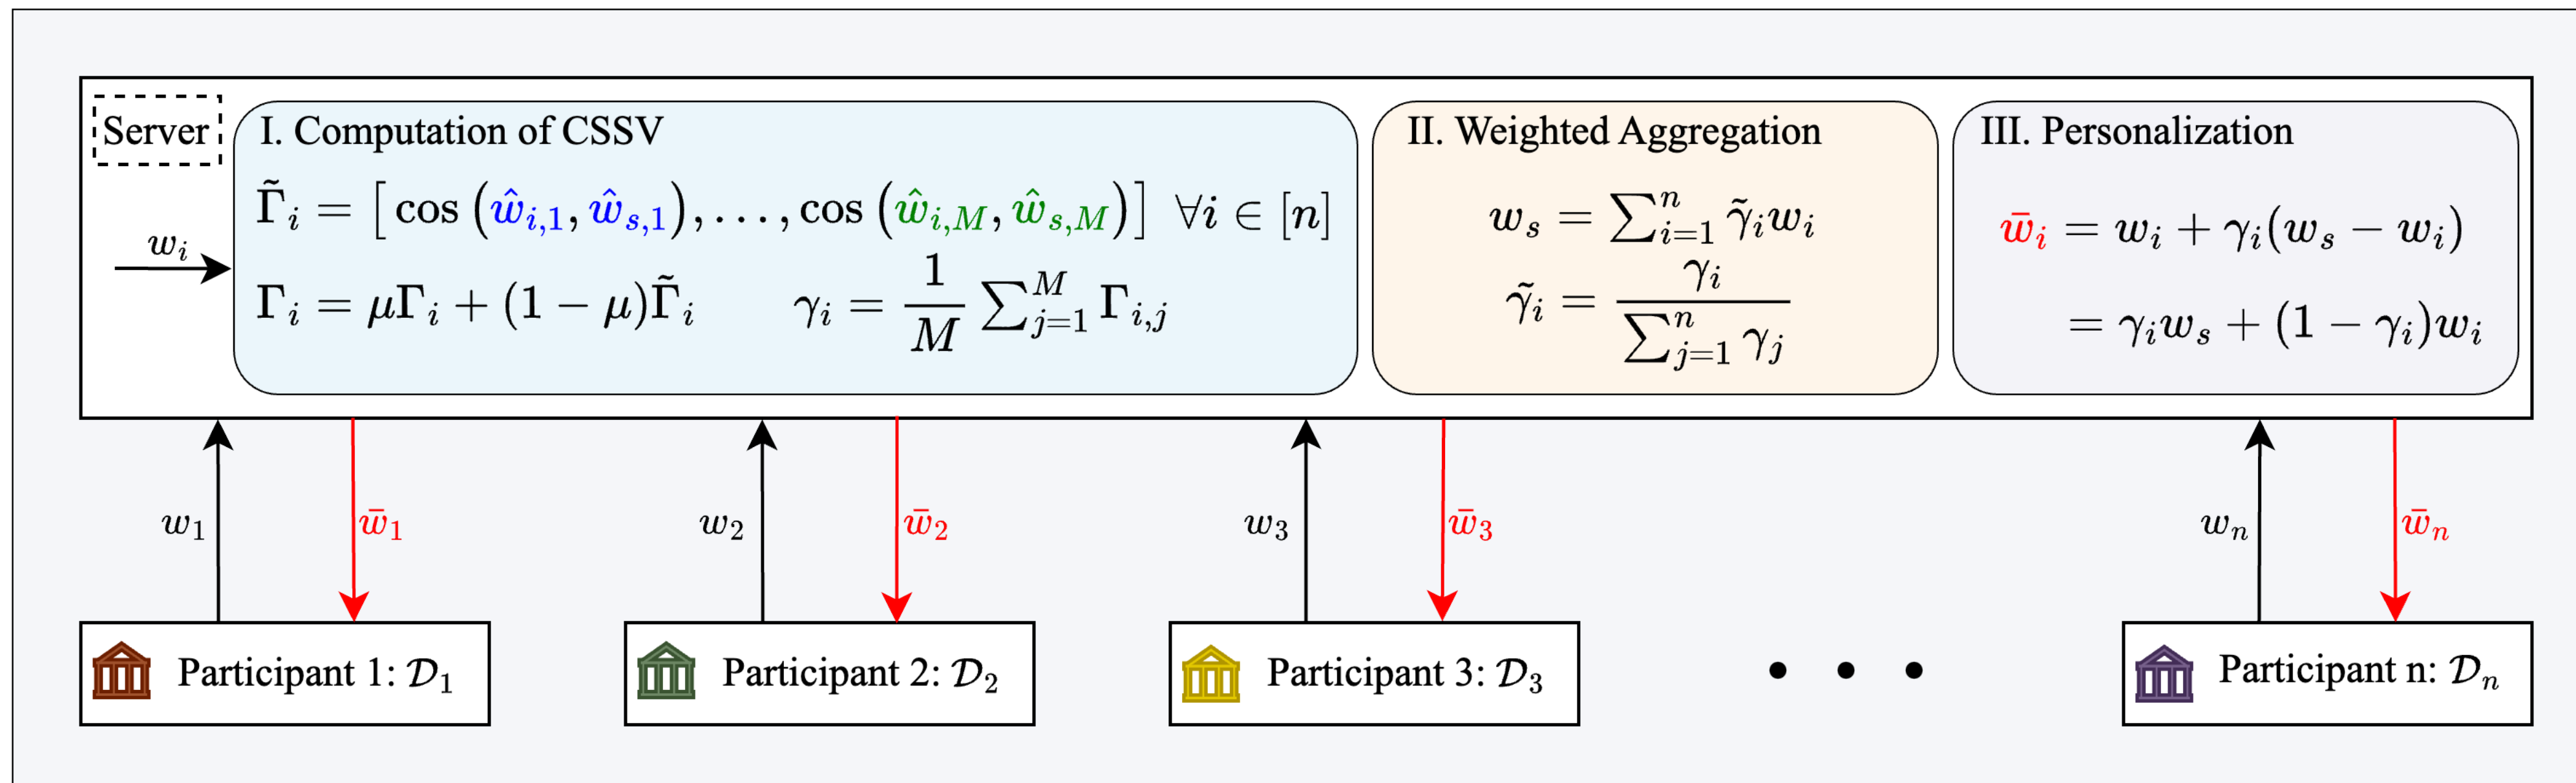 Server
w_i
I. Computation of CSSV
Γ̃_i = [cos(ŵ_{i,1}, ŵ_{s,1}), ..., cos(ŵ_{i,M}, ŵ_{s,M})] ∀i ∈ [n]
Γ_i = μΓ_i + (1 − μ)Γ̃_i    γ_i = \frac{1}{M} ∑_{j=1}^{M} Γ_{i,j}
II. Weighted Aggregation
w_s = ∑_{i=1}^{n} γ̃_i w_i
γ̃_i = \frac{γ_i}{∑_{j=1}^{n} γ_j}
III. Personalization
w̄_i = w_i + γ_i(w_s − w_i)
= γ_i w_s + (1 − γ_i)w_i
w_1 w̄_1 w_2 w̄_2 w_3 w̄_3 w_n w̄_n
Participant 1: 𝒟_1
Participant 2: 𝒟_2
Participant 3: 𝒟_3
• • •
Participant n: 𝒟_n